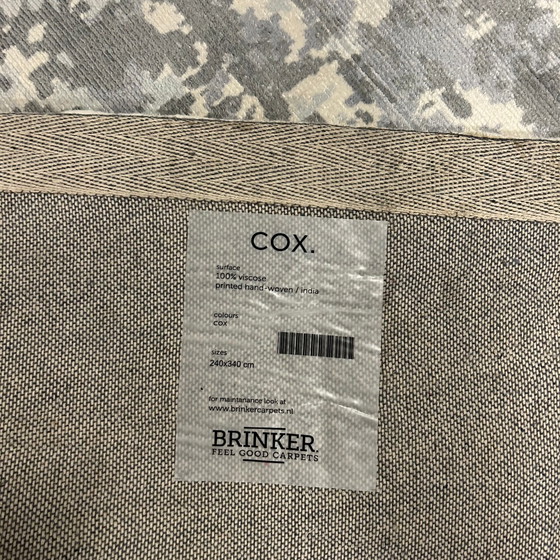 COX.
surface
100% viscose
printed hand-woven / india
colours
cox
sizes
240x340 cm
for maintanance look at
www.brinkercarpets.nl
BRINKER.
FEEL GOOD CARPETS